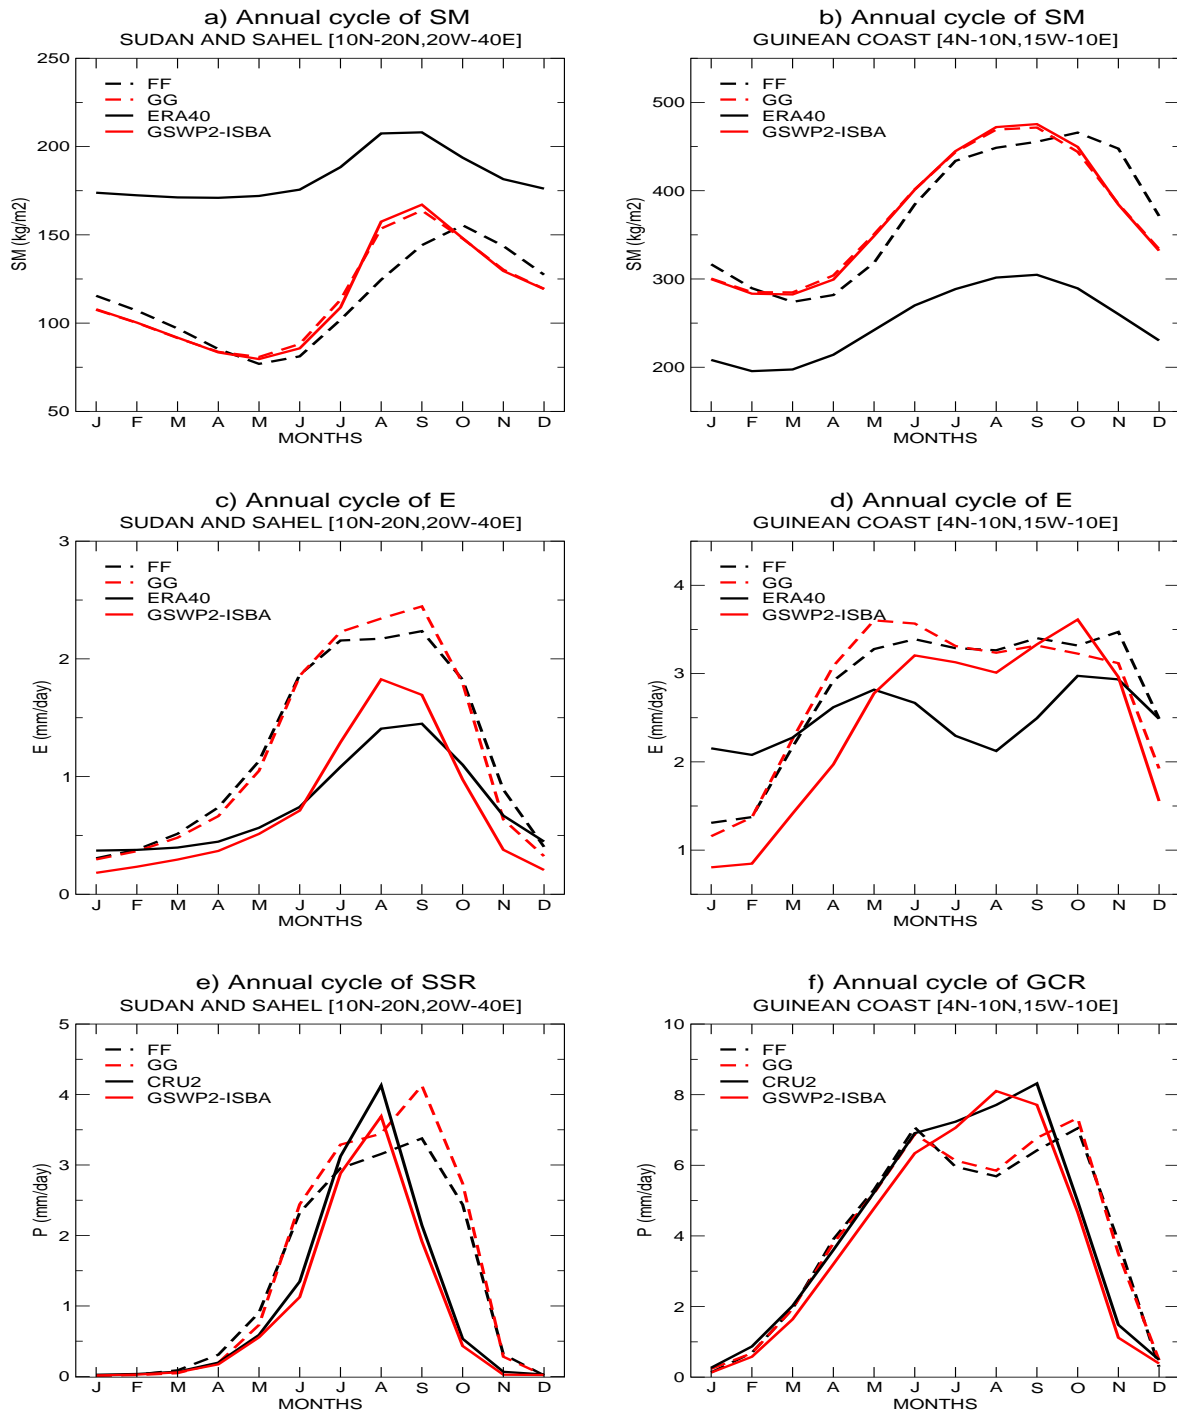 a) Annual cycle of SM
SUDAN AND SAHEL [10N-20N,20W-40E]
250
200
150
100
50
SM (kg/m2)
FF
GG
ERA40
GSWP2-ISBA
J F M A M J J A S O N D
MONTHS
b) Annual cycle of SM
GUINEAN COAST [4N-10N,15W-10E]
500
400
300
200
SM (kg/m2)
FF
GG
ERA40
GSWP2-ISBA
J F M A M J J A S O N D
MONTHS
c) Annual cycle of E
SUDAN AND SAHEL [10N-20N,20W-40E]
3
2
1
0
E (mm/day)
FF
GG
ERA40
GSWP2-ISBA
J F M A M J J A S O N D
MONTHS
d) Annual cycle of E
GUINEAN COAST [4N-10N,15W-10E]
4
3
2
1
E (mm/day)
FF
GG
ERA40
GSWP2-ISBA
J F M A M J J A S O N D
MONTHS
e) Annual cycle of SSR
SUDAN AND SAHEL [10N-20N,20W-40E]
5
4
3
2
1
0
P (mm/day)
FF
GG
CRU2
GSWP2-ISBA
J F M A M J J A S O N D
MONTHS
f) Annual cycle of GCR
GUINEAN COAST [4N-10N,15W-10E]
10
8
6
4
2
0
P (mm/day)
FF
GG
CRU2
GSWP2-ISBA
J F M A M J J A S O N D
MONTHS